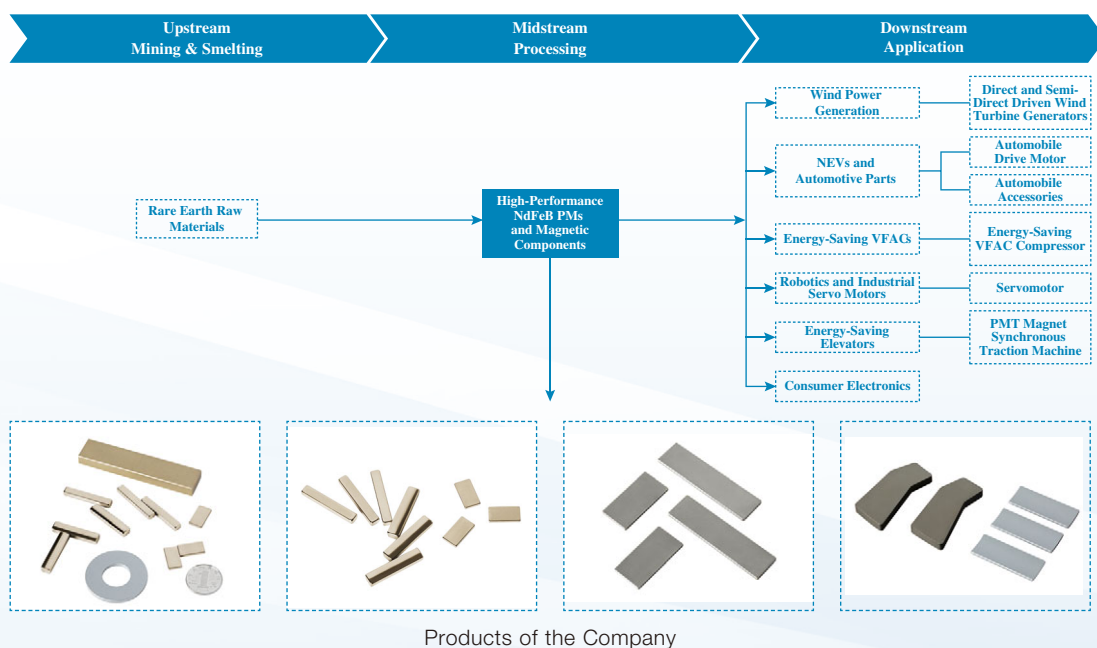 Upstream
Mining & Smelting
Midstream
Processing
Downstream
Application
Rare Earth Raw
Materials
High-Performance
NdFeB PMs
and Magnetic
Components
Wind Power
Generation
Direct and Semi-
Direct Driven Wind
Turbine Generators
NEVs and
Automotive Parts
Automobile
Drive Motor
Automobile
Accessories
Energy-Saving VFACs
Energy-Saving
VFAC Compressor
Robotics and Industrial
Servo Motors
Servomotor
Energy-Saving
Elevators
PMT Magnet
Synchronous
Traction Machine
Consumer Electronics
Products of the Company